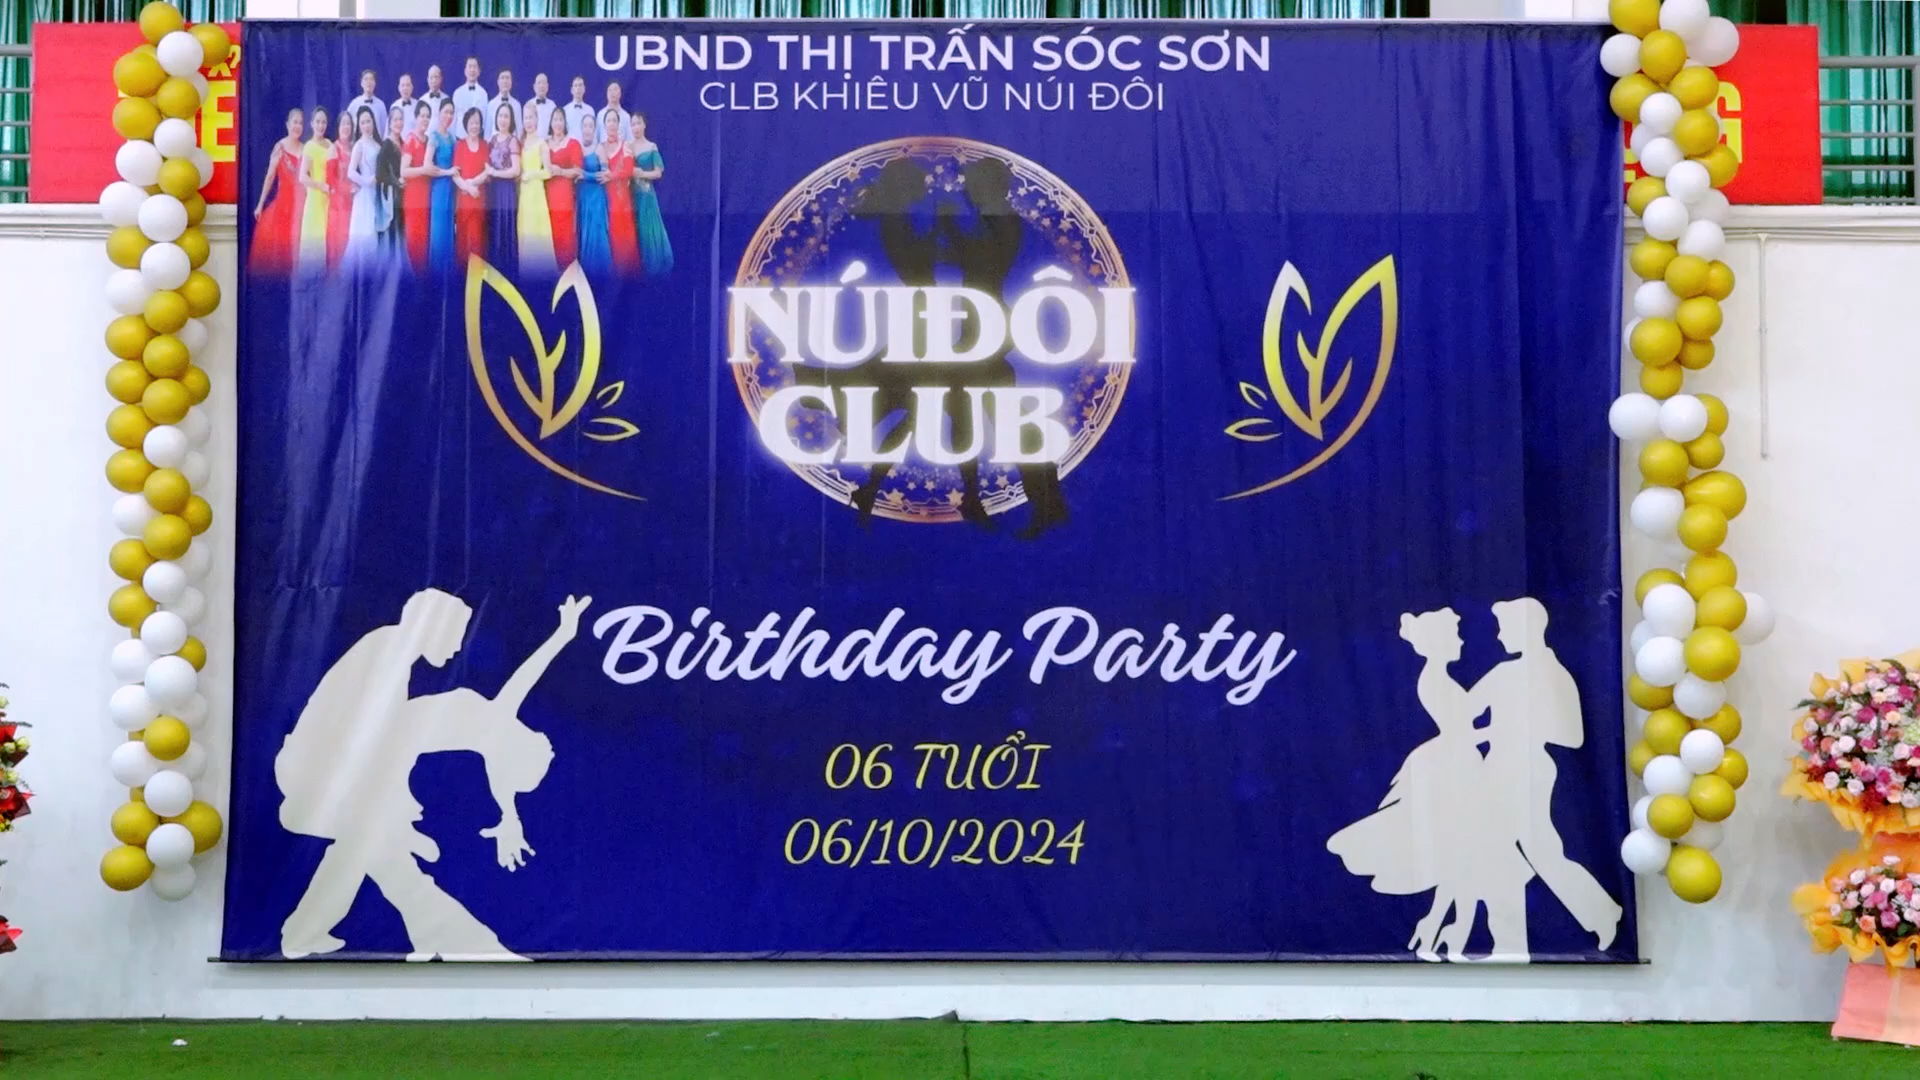 UBND THỊ TRẤN SÓC SƠN
CLB KHIÊU VŨ NÚI ĐÔI
NÚI ĐÔI
CLUB
Birthday Party
06 TUỔI
06/10/2024